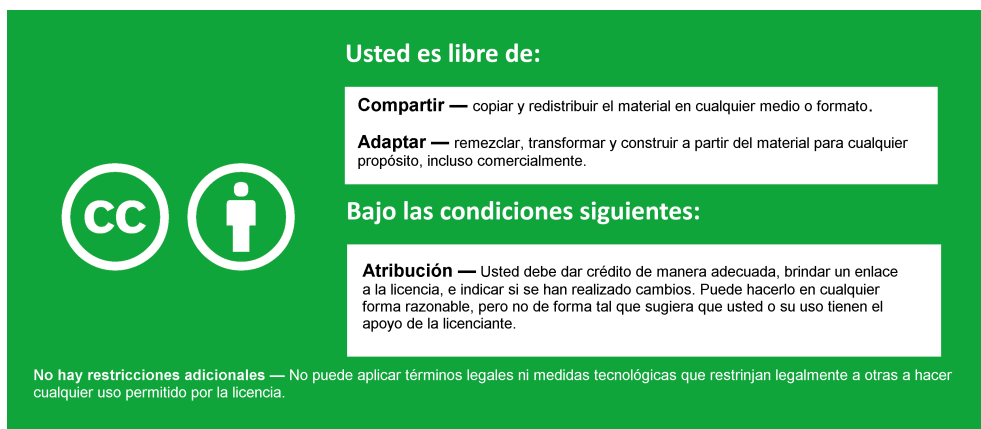 Usted es libre de:
Compartir — copiar y redistribuir el material en cualquier medio o formato.
Adaptar — remezclar, transformar y construir a partir del material para cualquier
propósito, incluso comercialmente.
cc
Bajo las condiciones siguientes:
Atribución — Usted debe dar crédito de manera adecuada, brindar un enlace
a la licencia, e indicar si se han realizado cambios. Puede hacerlo en cualquier
forma razonable, pero no de forma tal que sugiera que usted o su uso tienen el
apoyo de la licenciante.
No hay restricciones adicionales — No puede aplicar términos legales ni medidas tecnológicas que restrinjan legalmente a otras a hacer
cualquier uso permitido por la licencia.